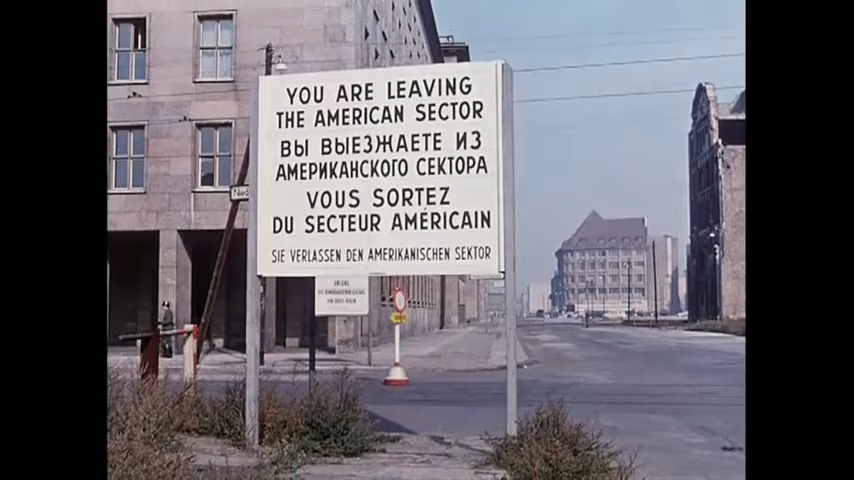 YOU ARE LEAVING
THE AMERICAN SECTOR
ВЫ ВЫЕЗЖАЕТЕ ИЗ
АМЕРИКАНСКОГО СЕКТОРА
VOUS SORTEZ
DU SECTEUR AMÉRICAIN
SIE VERLASSEN DEN AMERIKANISCHEN SEKTOR